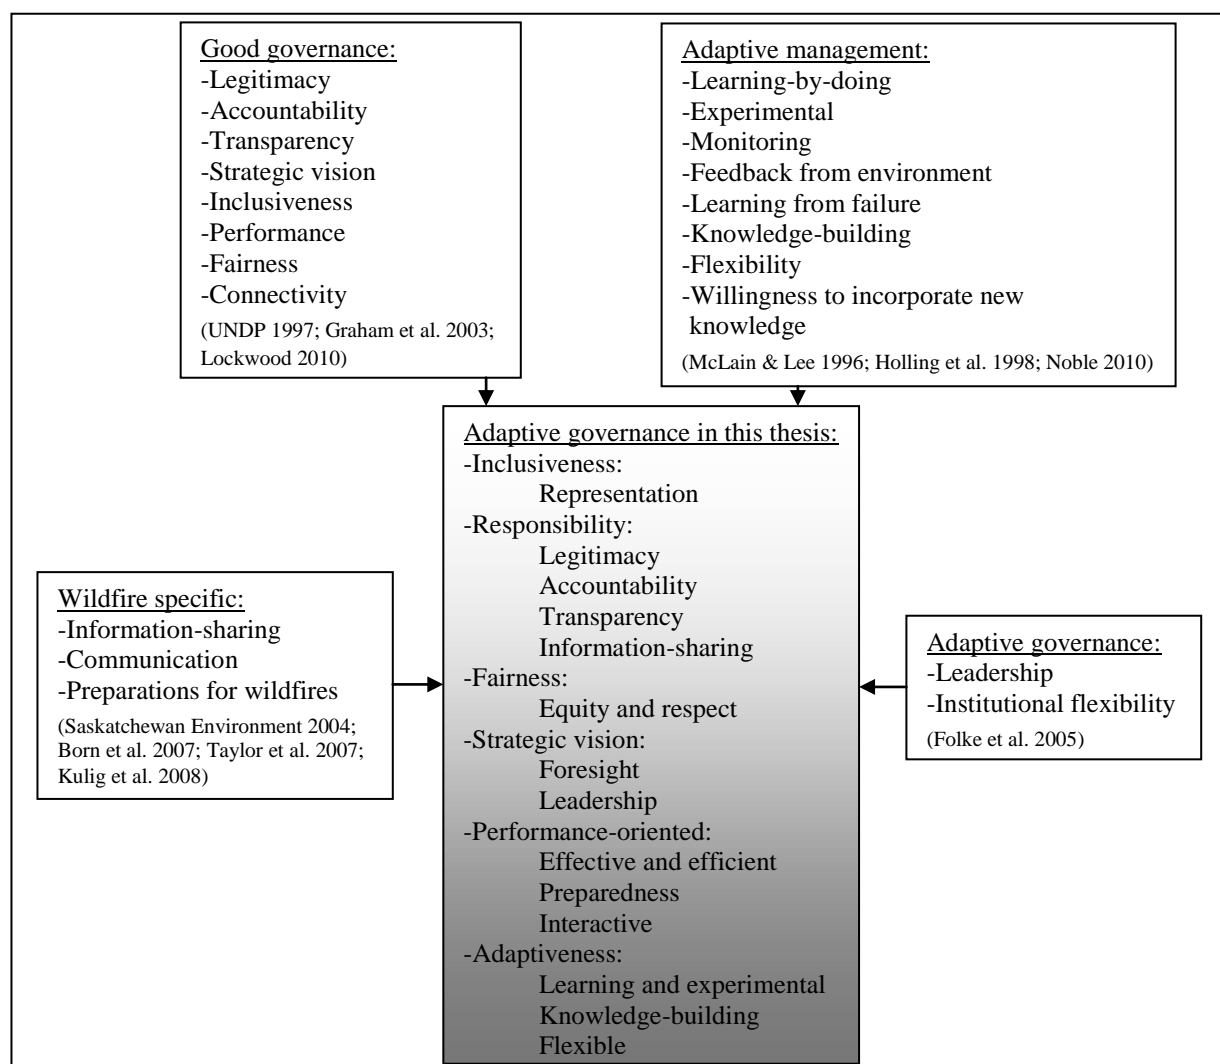 Good governance:
-Legitimacy
-Accountability
-Transparency
-Strategic vision
-Inclusiveness
-Performance
-Fairness
-Connectivity
(UNDP 1997; Graham et al. 2003;
Lockwood 2010)
Adaptive management:
-Learning-by-doing
-Experimental
-Monitoring
-Feedback from environment
-Learning from failure
-Knowledge-building
-Flexibility
-Willingness to incorporate new
knowledge
(McLain & Lee 1996; Holling et al. 1998; Noble 2010)
Adaptive governance in this thesis:
-Inclusiveness:
Representation
-Responsibility:
Legitimacy
Accountability
Transparency
Information-sharing
-Fairness:
Equity and respect
-Strategic vision:
Foresight
Leadership
-Performance-oriented:
Effective and efficient
Preparedness
Interactive
-Adaptiveness:
Learning and experimental
Knowledge-building
Flexible
Wildfire specific:
-Information-sharing
-Communication
-Preparations for wildfires
(Saskatchewan Environment 2004;
Born et al. 2007; Taylor et al. 2007;
Kulig et al. 2008)
Adaptive governance:
-Leadership
-Institutional flexibility
(Folke et al. 2005)